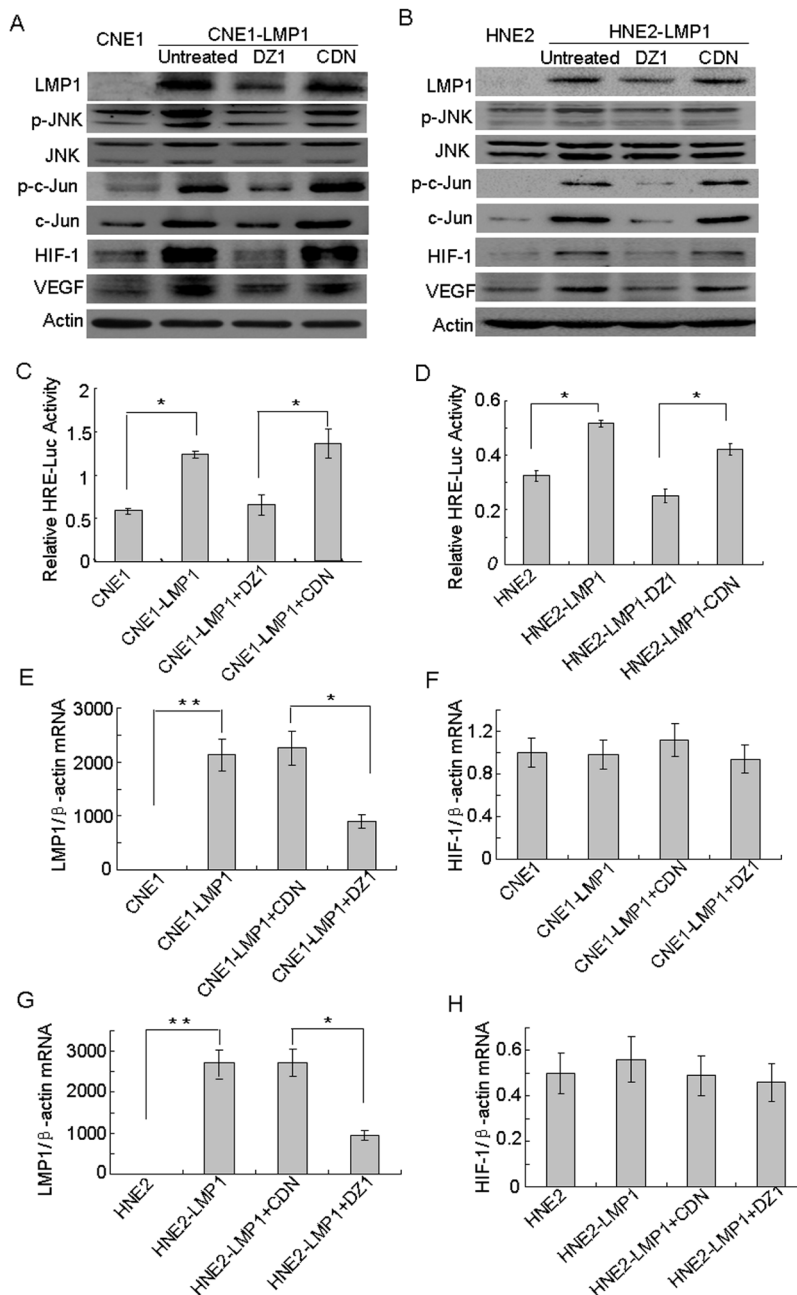 A
CNE1
CNE1-LMP1
Untreated DZ1 CDN
LMP1
p-JNK
JNK
p-c-Jun
c-Jun
HIF-1
VEGF
Actin
B
HNE2
HNE2-LMP1
Untreated DZ1 CDN
LMP1
p-JNK
JNK
p-c-Jun
c-Jun
HIF-1
VEGF
Actin
C
Relative HRE-Luc Activity
2
1.5
1
0.5
0
*
*
CNE1
CNE1-LMP1
CNE1-LMP1+DZ1
CNE1-LMP1+CDN
D
Relative HRE-Luc Activity
0.6
0.4
0.2
0
*
*
HNE2
HNE2-LMP1
HNE2-LMP1-DZ1
HNE2-LMP1-CDN
E
LMP1/β-actin mRNA
3000
2000
1000
0
**
*
CNE1
CNE1-LMP1
CNE1-LMP1+CDN
CNE1-LMP1+DZ1
F
HIF-1/β-actin mRNA
1.2
0.8
0.4
0
CNE1
CNE1-LMP1
CNE1-LMP1+CDN
CNE1-LMP1+DZ1
G
LMP1/β-actin mRNA
3000
2000
1000
0
**
*
HNE2
HNE2-LMP1
HNE2-LMP1+CDN
HNE2-LMP1+DZ1
H
HIF-1/β-actin mRNA
0.6
0.4
0.2
0
HNE2
HNE2-LMP1
HNE2-LMP1+CDN
HNE2-LMP1+DZ1